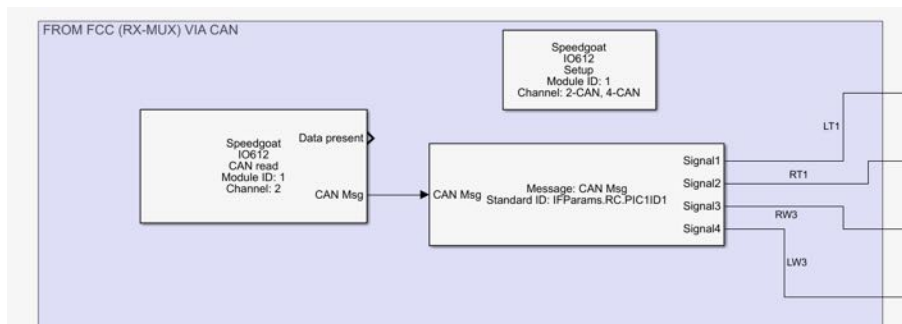 FROM FCC (RX-MUX) VIA CAN
Speedgoat
IO612
Setup
Module ID: 1
Channel: 2-CAN, 4-CAN
Speedgoat
IO612
CAN read
Module ID: 1
Channel: 2
Data present
CAN Msg
CAN Msg
Message: CAN Msg
Standard ID: IFParams.RC.PIC1ID1
Signal1
Signal2
Signal3
Signal4
LT1
RT1
RW3
LW3